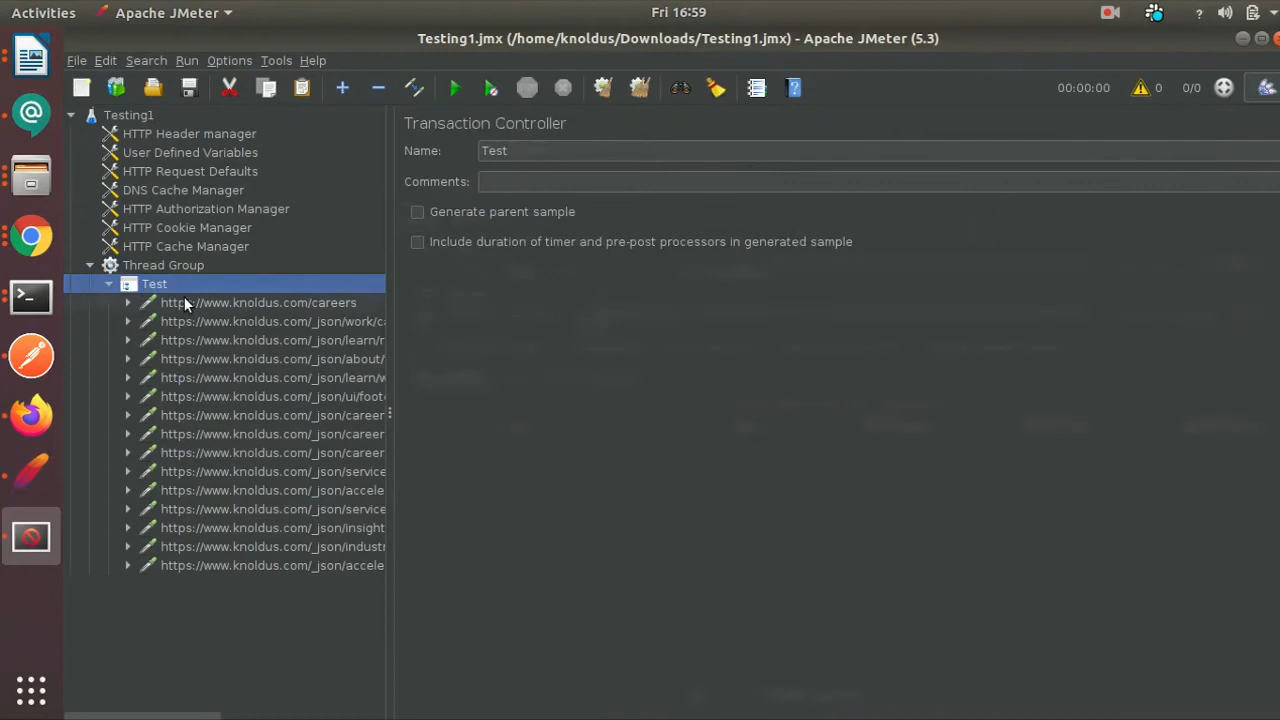 Activities
Apache JMeter
Fri 16:59
Testing1.jmx (/home/knoldus/Downloads/Testing1.jmx) - Apache JMeter (5.3)
File Edit Search Run Options Tools Help
00:00:00
0
0/0
Testing1
HTTP Header manager
User Defined Variables
HTTP Request Defaults
DNS Cache Manager
HTTP Authorization Manager
HTTP Cookie Manager
HTTP Cache Manager
Thread Group
Test
https://www.knoldus.com/careers
https://www.knoldus.com/_json/work/ca
https://www.knoldus.com/_json/learn/r
https://www.knoldus.com/_json/about/
https://www.knoldus.com/_json/learn/w
https://www.knoldus.com/_json/ui/foot
https://www.knoldus.com/_json/career
https://www.knoldus.com/_json/career
https://www.knoldus.com/_json/career
https://www.knoldus.com/_json/service
https://www.knoldus.com/_json/accele
https://www.knoldus.com/_json/service
https://www.knoldus.com/_json/insight
https://www.knoldus.com/_json/industr
https://www.knoldus.com/_json/accele
Transaction Controller
Name: Test
Comments:
Generate parent sample
Include duration of timer and pre-post processors in generated sample